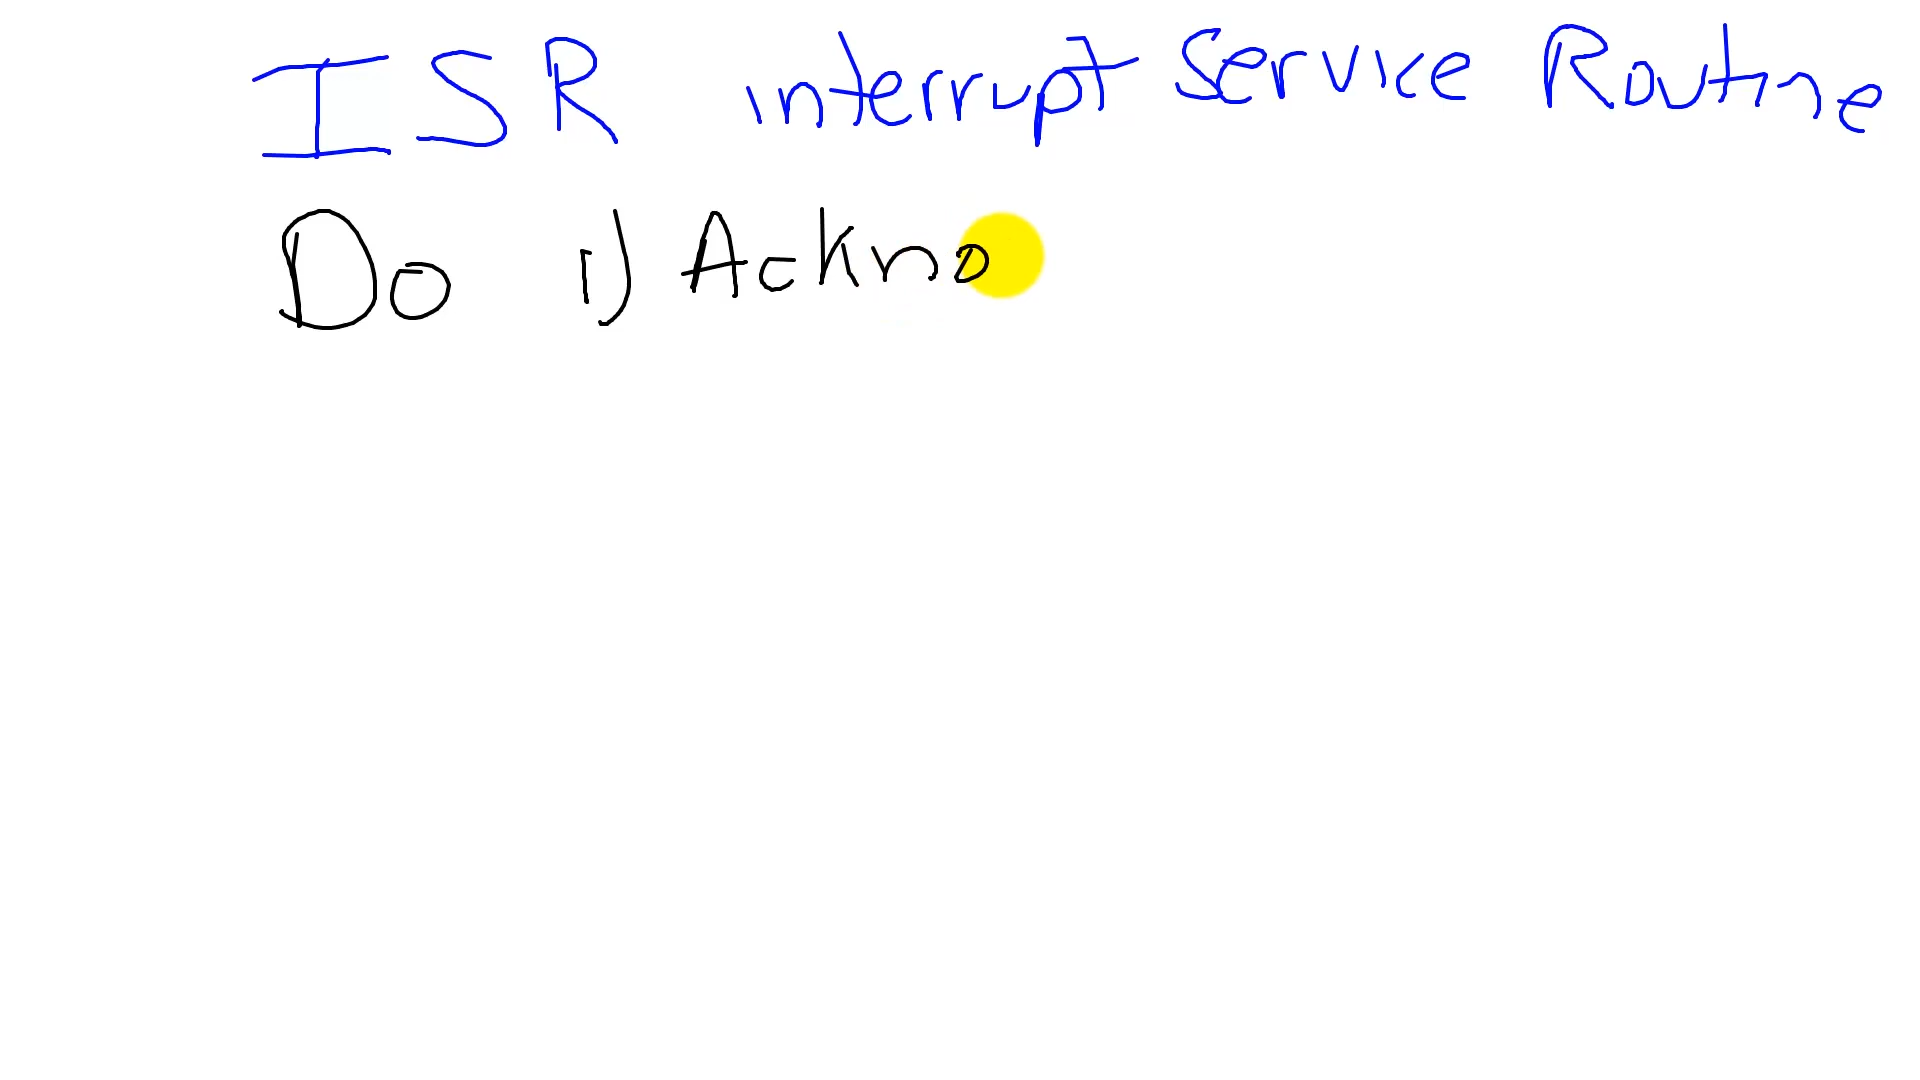 ISR interrupt Service Routine
Do 1) Ackno